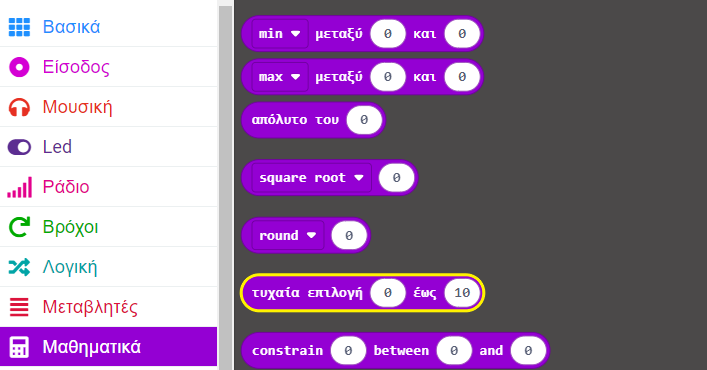 Βασικά
Είσοδος
Μουσική
Led
Ράδιο
Βρόχοι
Λογική
Μεταβλητές
Μαθηματικά
min μεταξύ 0 και 0
max μεταξύ 0 και 0
απόλυτο του 0
square root 0
round 0
τυχαία επιλογή 0 έως 10
constrain 0 between 0 and 0